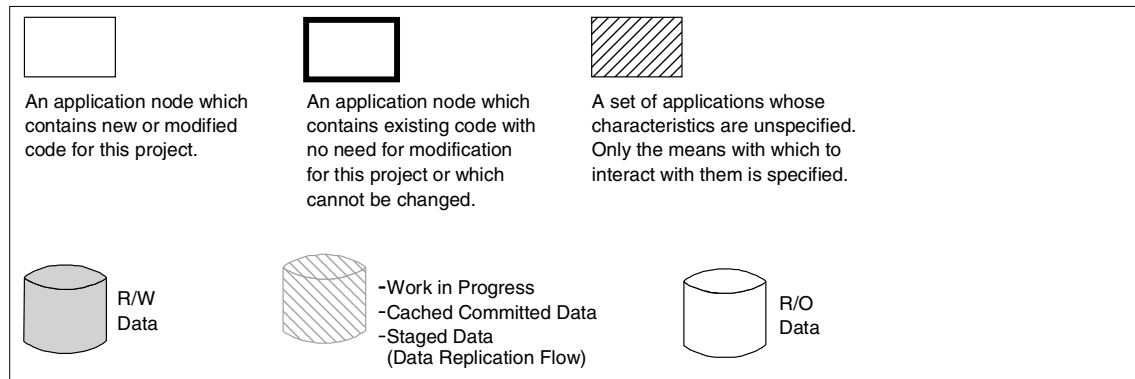 An application node which
contains new or modified
code for this project.
An application node which
contains existing code with
no need for modification
for this project or which
cannot be changed.
A set of applications whose
characteristics are unspecified.
Only the means with which to
interact with them is specified.
R/W
Data
-Work in Progress
-Cached Committed Data
-Staged Data
(Data Replication Flow)
R/O
Data